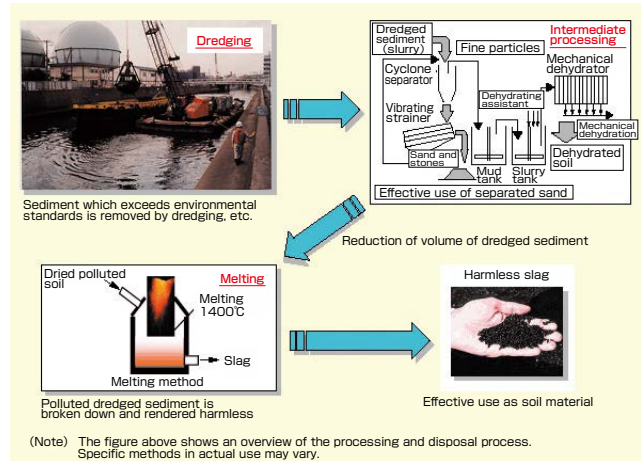 Dredging
Sediment which exceeds environmental
standards is removed by dredging, etc.
Intermediate
processing
Dredged
sediment
(slurry)
Fine particles
Cyclone
separator
Mechanical
dehydrator
Dehydrating
assistant
Vibrating
strainer
Mechanical
dehydration
Sand and
stones
Mud
tank
Slurry
tank
Dehydrated
soil
Effective use of separated sand
Reduction of volume of dredged sediment
Melting
Dried polluted
soil
Melting
1400℃
Slag
Melting method
Polluted dredged sediment is
broken down and rendered harmless
Harmless slag
Effective use as soil material
(Note) The figure above shows an overview of the processing and disposal process.
Specific methods in actual use may vary.